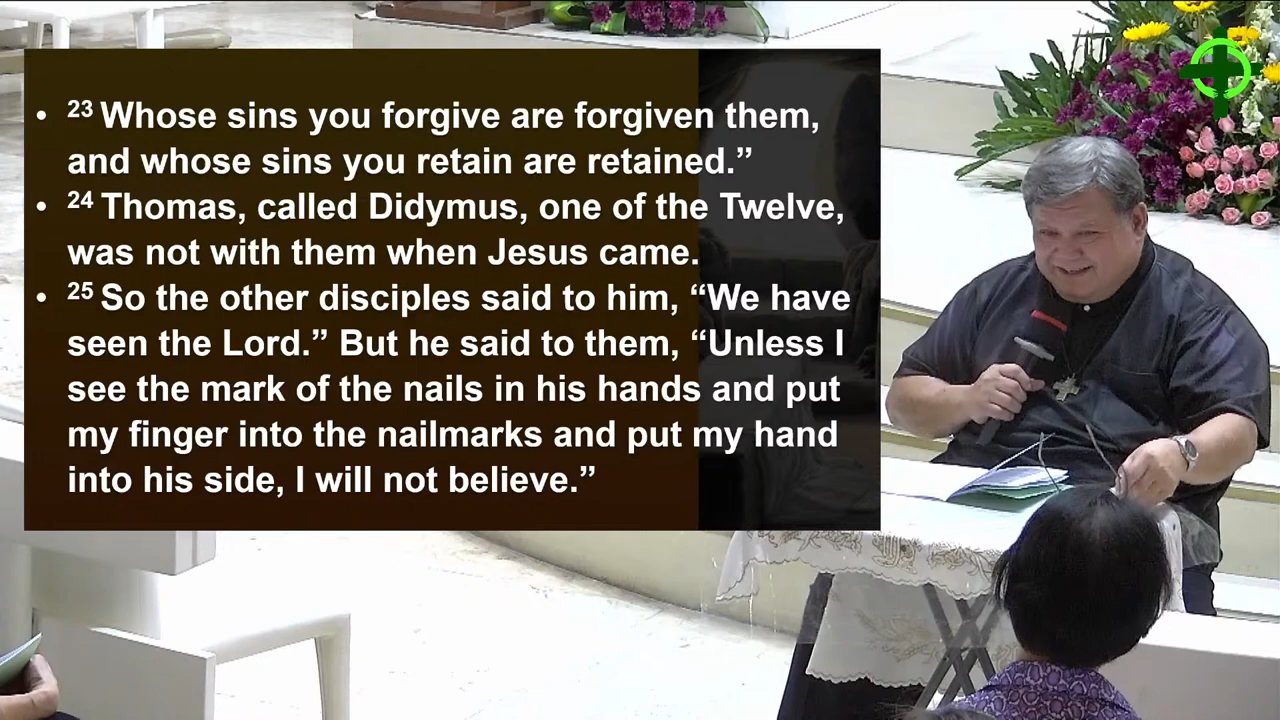 • 23 Whose sins you forgive are forgiven them,
and whose sins you retain are retained.”
• 24 Thomas, called Didymus, one of the Twelve,
was not with them when Jesus came.
• 25 So the other disciples said to him, “We have
seen the Lord.” But he said to them, “Unless I
see the mark of the nails in his hands and put
my finger into the nailmarks and put my hand
into his side, I will not believe.”